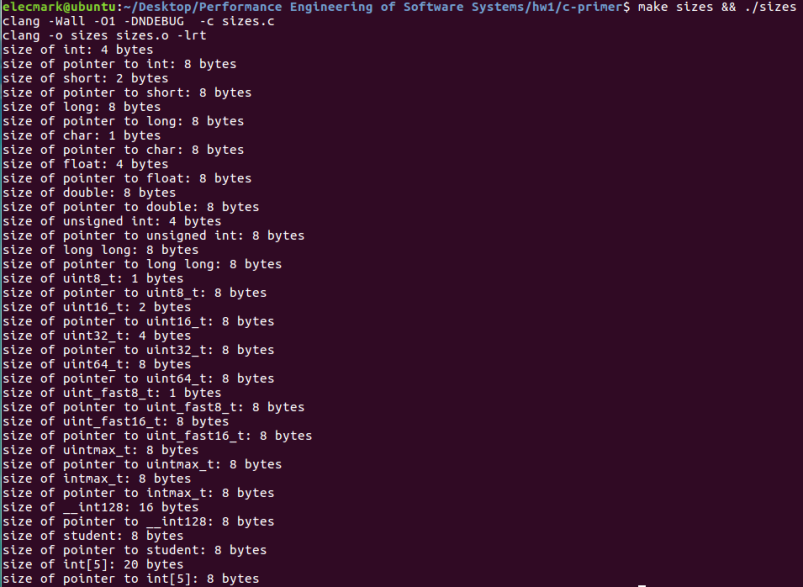 elecmark@ubuntu:~/Desktop/Performance Engineering of Software Systems/hw1/c-primer$ make sizes && ./sizes
clang -Wall -O1 -DNDEBUG  -c sizes.c
clang -o sizes sizes.o -lrt
size of int: 4 bytes
size of pointer to int: 8 bytes
size of short: 2 bytes
size of pointer to short: 8 bytes
size of long: 8 bytes
size of pointer to long: 8 bytes
size of char: 1 bytes
size of pointer to char: 8 bytes
size of float: 4 bytes
size of pointer to float: 8 bytes
size of double: 8 bytes
size of pointer to double: 8 bytes
size of unsigned int: 4 bytes
size of pointer to unsigned int: 8 bytes
size of long long: 8 bytes
size of pointer to long long: 8 bytes
size of uint8_t: 1 bytes
size of pointer to uint8_t: 8 bytes
size of uint16_t: 2 bytes
size of pointer to uint16_t: 8 bytes
size of uint32_t: 4 bytes
size of pointer to uint32_t: 8 bytes
size of uint64_t: 8 bytes
size of pointer to uint64_t: 8 bytes
size of uint_fast8_t: 1 bytes
size of pointer to uint_fast8_t: 8 bytes
size of uint_fast16_t: 8 bytes
size of pointer to uint_fast16_t: 8 bytes
size of uintmax_t: 8 bytes
size of pointer to uintmax_t: 8 bytes
size of intmax_t: 8 bytes
size of pointer to intmax_t: 8 bytes
size of __int128: 16 bytes
size of pointer to __int128: 8 bytes
size of student: 8 bytes
size of pointer to student: 8 bytes
size of int[5]: 20 bytes
size of pointer to int[5]: 8 bytes